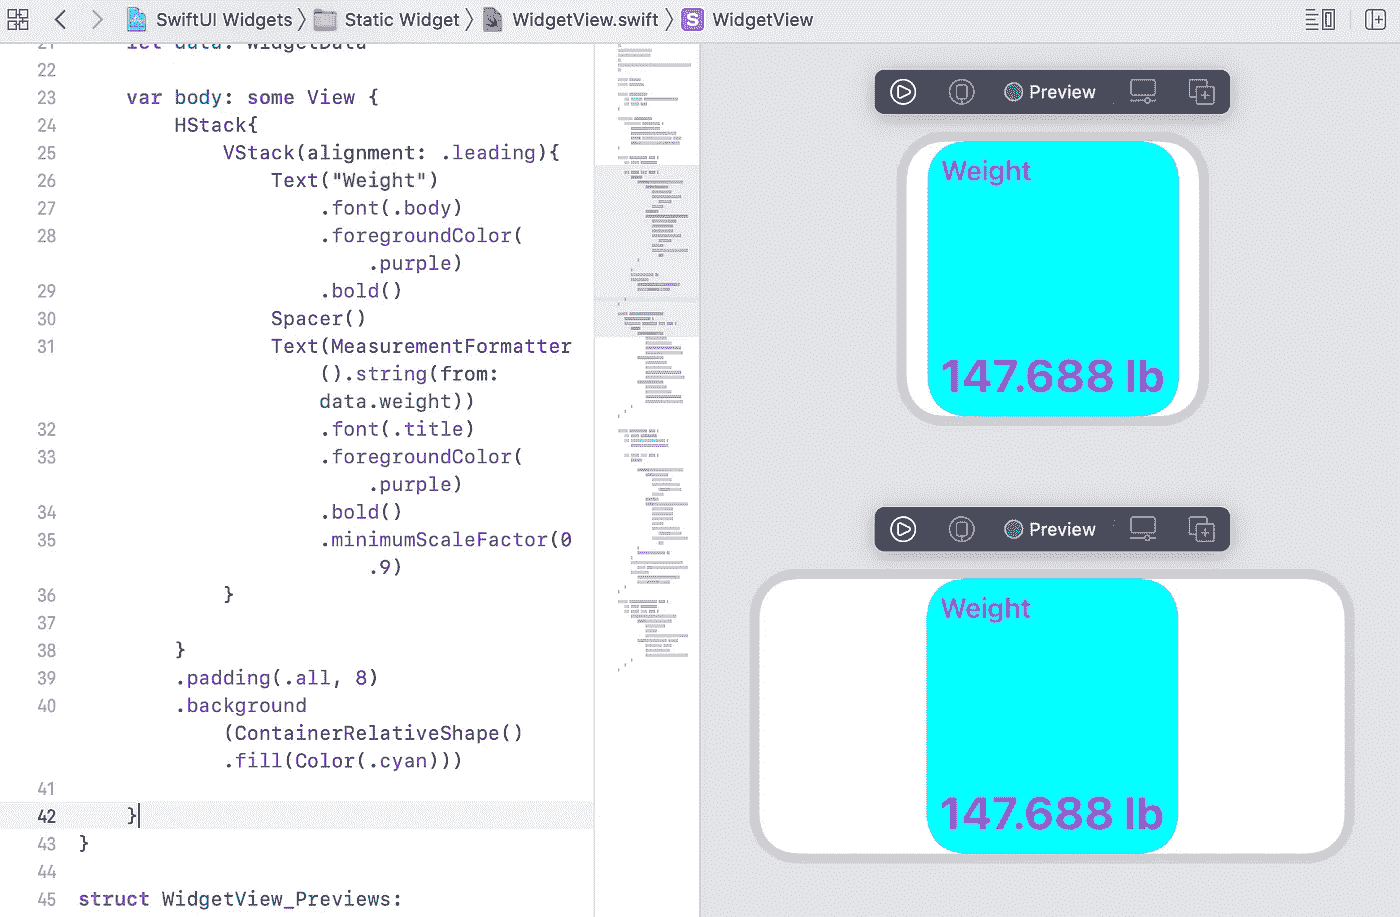 SwiftUI Widgets 〉 Static Widget 〉 WidgetView.swift 〉 S WidgetView
21 let data: WidgetData
22
23 var body: some View {
24 HStack{
25 VStack(alignment: .leading){
26 Text("Weight")
27 .font(.body)
28 .foregroundColor(
.purple)
29 .bold()
30 Spacer()
31 Text(MeasurementFormatter
().string(from:
data.weight))
32 .font(.title)
33 .foregroundColor(
.purple)
34 .bold()
35 .minimumScaleFactor(0
.9)
36 }
37
38 }
39 .padding(.all, 8)
40 .background
(ContainerRelativeShape()
.fill(Color(.cyan)))
41
42 }
43 }
44
45 struct WidgetView_Previews:
Preview
Weight
147.688 lb
Preview
Weight
147.688 lb